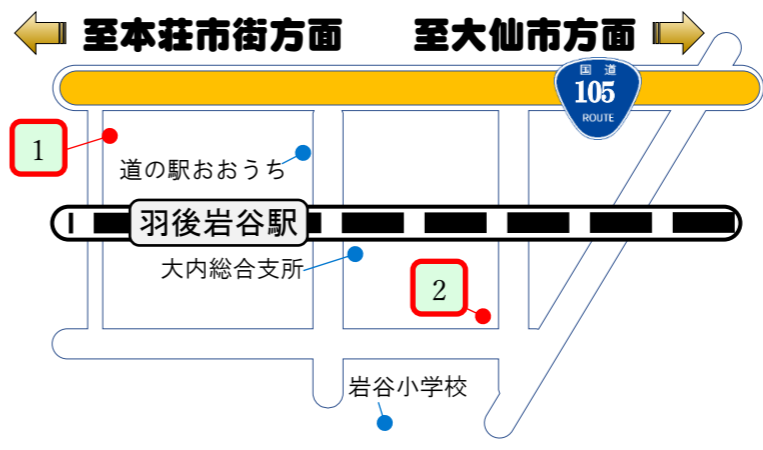 至本荘市街方面
至大仙市方面
国道
105
ROUTE
1
道の駅おおうち
羽後岩谷駅
大内総合支所
2
岩谷小学校